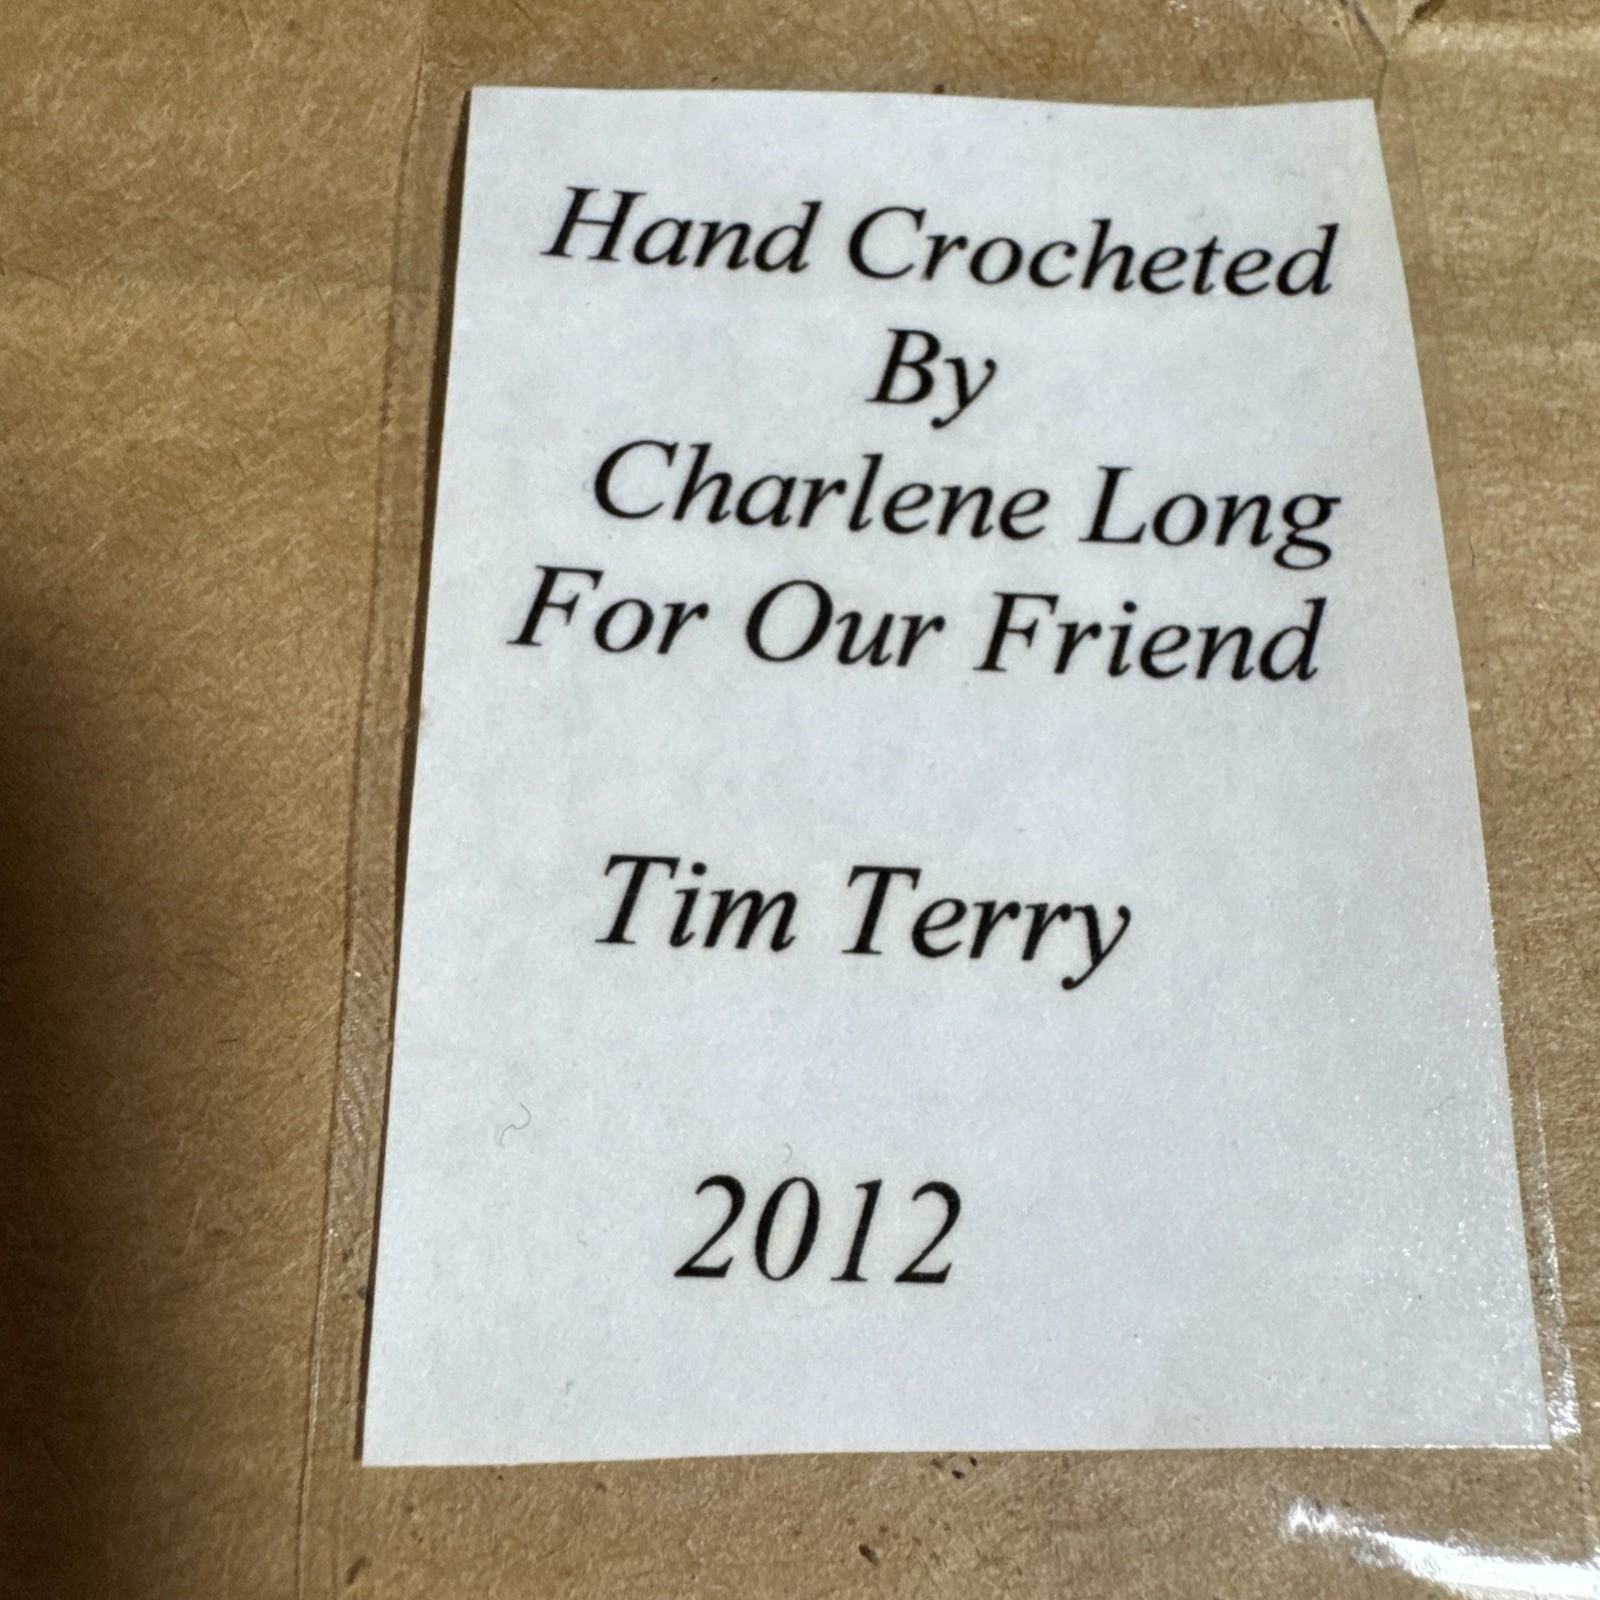 Hand Crocheted
By
Charlene Long
For Our Friend
Tim Terry
2012